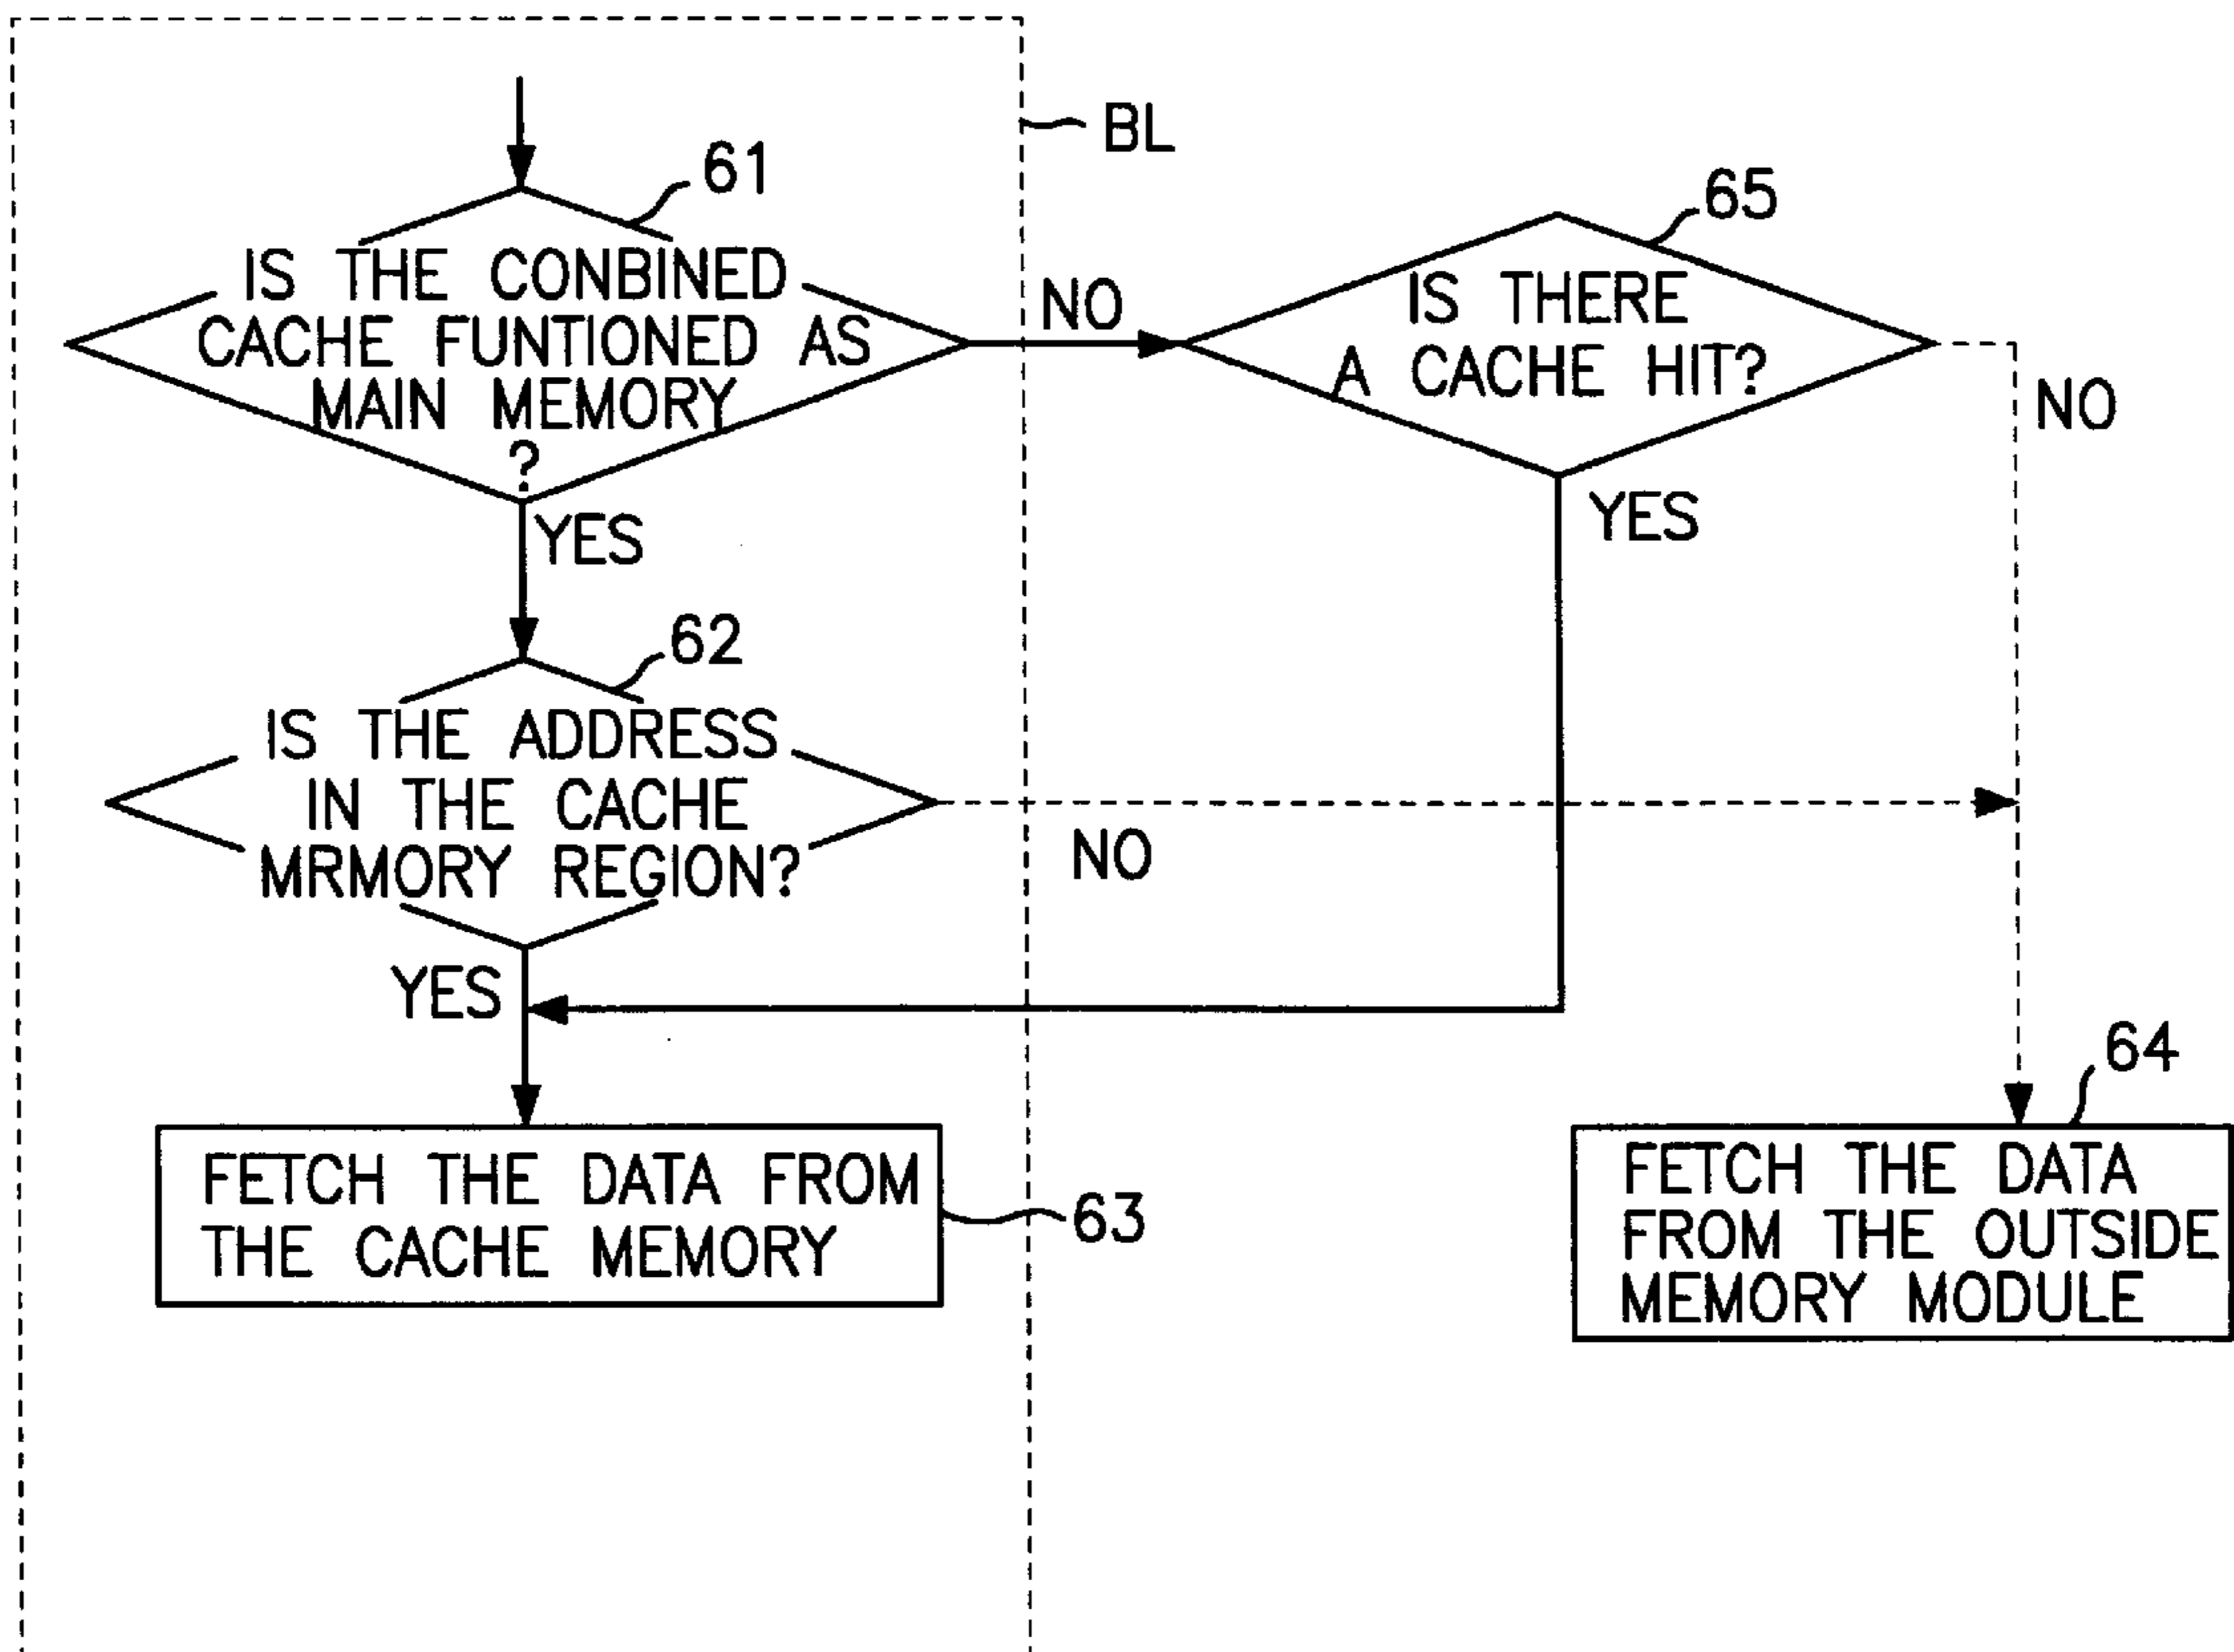 BL
61
IS THE CONBINED
CACHE FUNTIONED AS
MAIN MEMORY
?
NO
65
IS THERE
A CACHE HIT?
NO
YES
YES
62
IS THE ADDRESS
IN THE CACHE
MRMORY REGION?
NO
YES
FETCH THE DATA FROM
THE CACHE MEMORY
63
64
FETCH THE DATA
FROM THE OUTSIDE
MEMORY MODULE